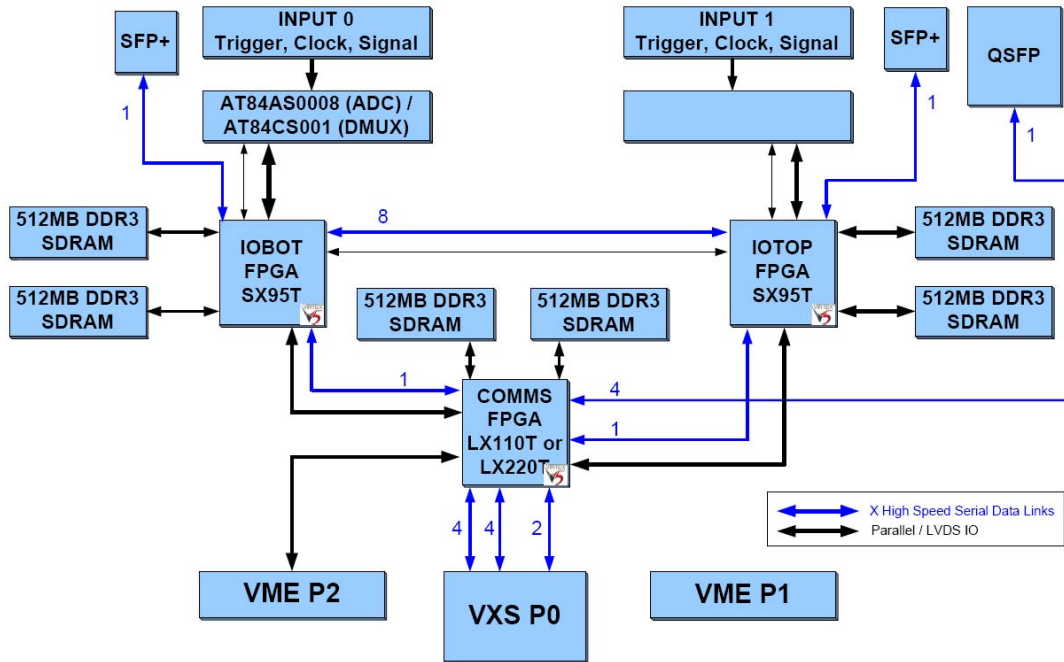 SFP+
INPUT 0
Trigger, Clock, Signal
INPUT 1
Trigger, Clock, Signal
SFP+
QSFP
1
AT84AS0008 (ADC) /
AT84CS001 (DMUX)
1
1
512MB DDR3
SDRAM
8
IOBOT
FPGA
SX95T
IOTOP
FPGA
SX95T
512MB DDR3
SDRAM
512MB DDR3
SDRAM
512MB DDR3
SDRAM
512MB DDR3
SDRAM
512MB DDR3
SDRAM
1
COMMS
FPGA
LX110T or
LX220T
4
1
4
4
2
X High Speed Serial Data Links
Parallel / LVDS IO
VME P2
VXS P0
VME P1